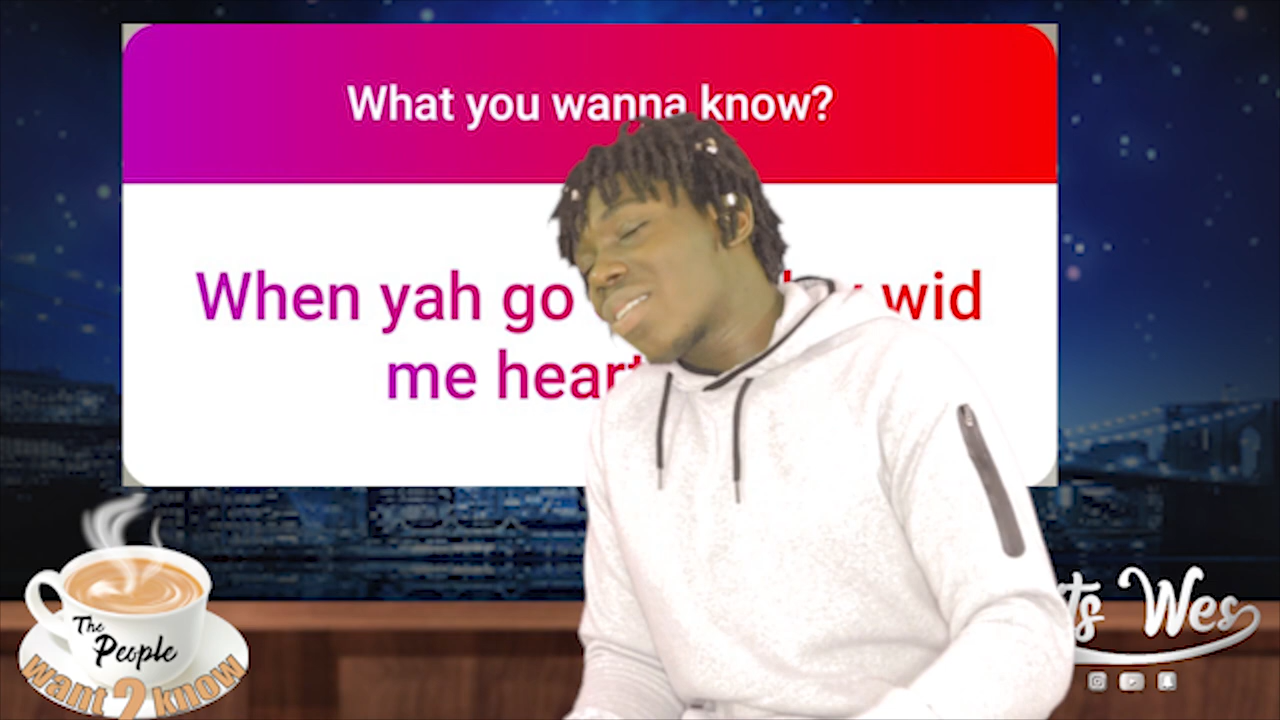 What you wanna know?
When yah go wid
me heart
The
People
want 2 know
Wes